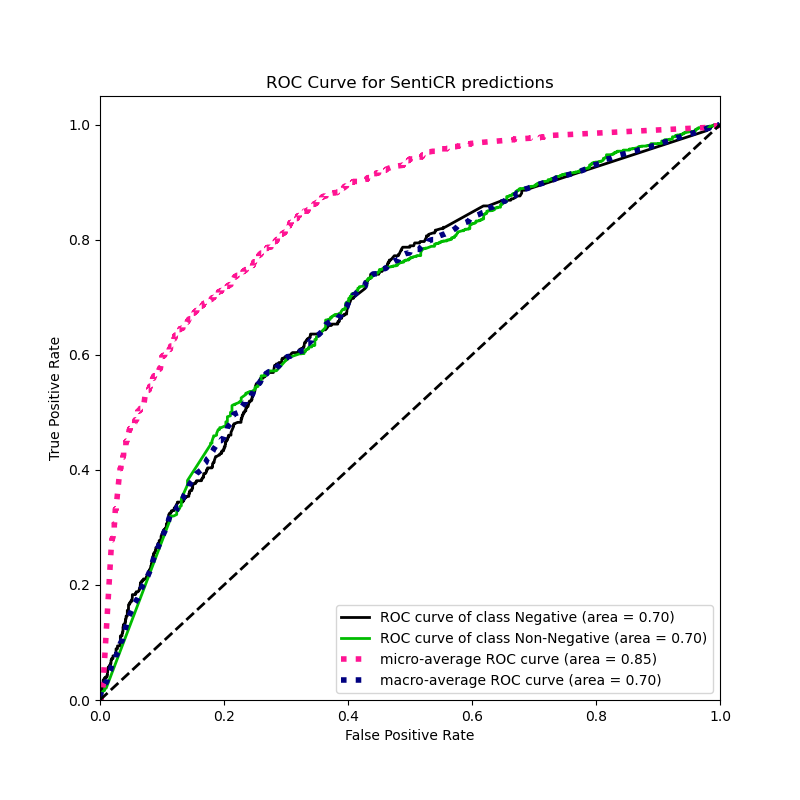 ROC Curve for SentiCR predictions
1.0
0.8
0.6
0.4
0.2
0.0
True Positive Rate
ROC curve of class Negative (area = 0.70)
ROC curve of class Non-Negative (area = 0.70)
micro-average ROC curve (area = 0.85)
macro-average ROC curve (area = 0.70)
0.0 0.2 0.4 0.6 0.8 1.0
False Positive Rate